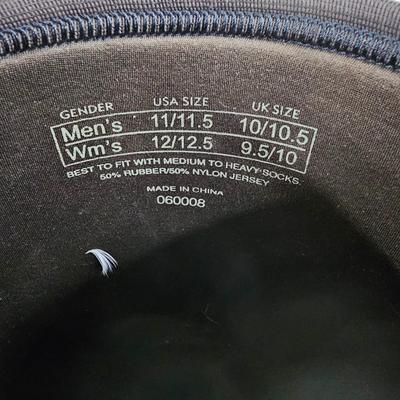 GENDER USA SIZE UK SIZE
Men's 11/11.5 10/10.5
Wm's 12/12.5 9.5/10
BEST TO FIT WITH MEDIUM TO HEAVY SOCKS
50% RUBBER/50% NYLON JERSEY
MADE IN CHINA
060008